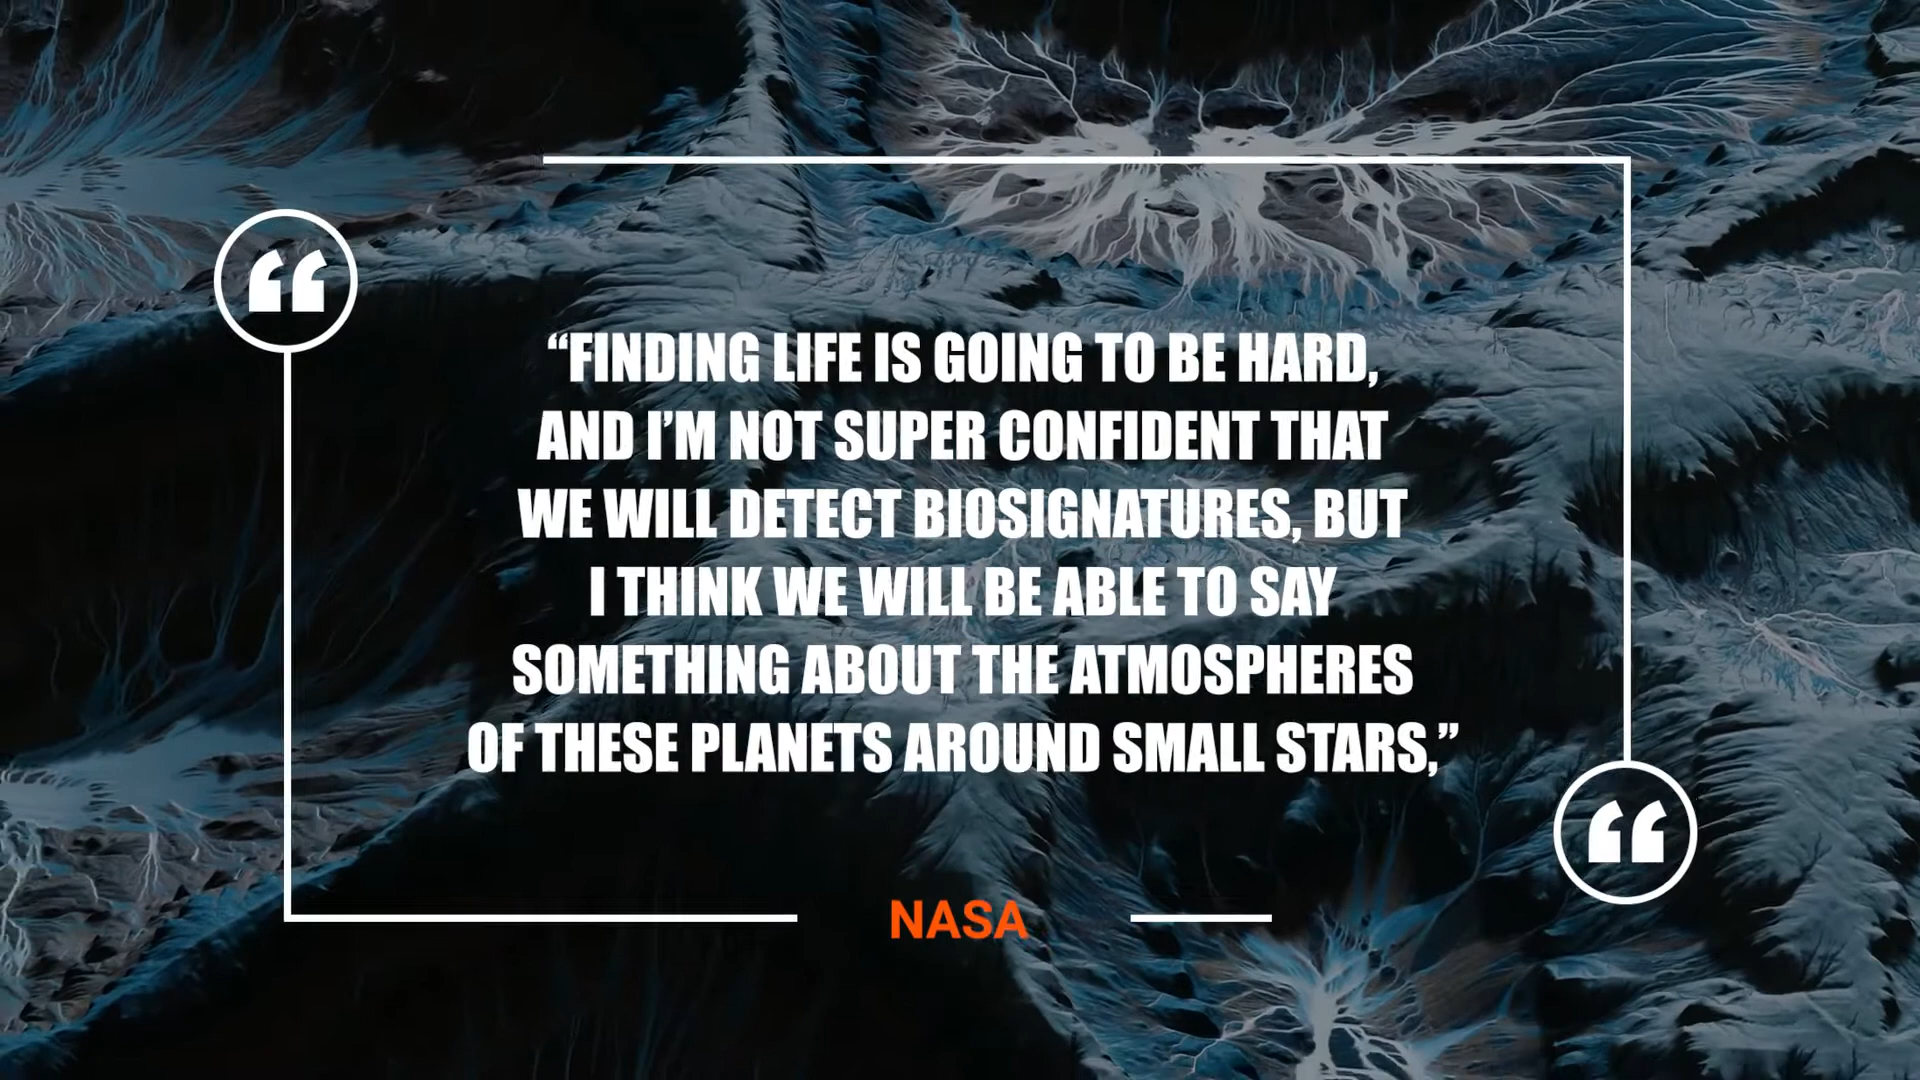 “FINDING LIFE IS GOING TO BE HARD,
AND I’M NOT SUPER CONFIDENT THAT
WE WILL DETECT BIOSIGNATURES, BUT
I THINK WE WILL BE ABLE TO SAY
SOMETHING ABOUT THE ATMOSPHERES
OF THESE PLANETS AROUND SMALL STARS,”
NASA